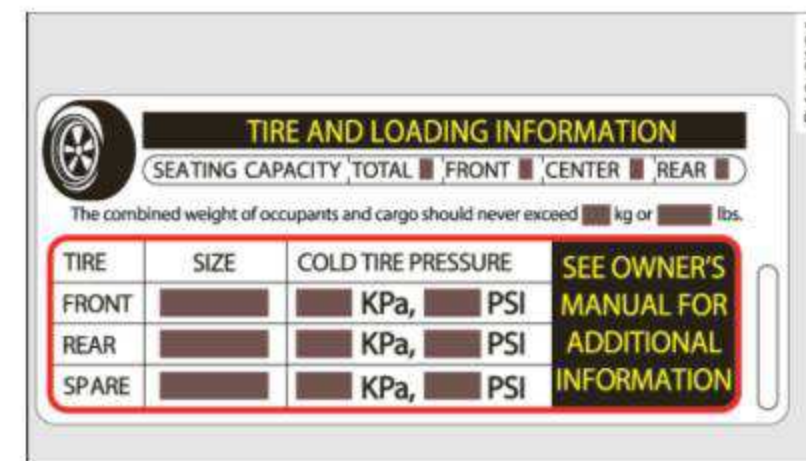 TIRE AND LOADING INFORMATION
SEATING CAPACITY TOTAL FRONT CENTER REAR
The combined weight of occupants and cargo should never exceed kg or lbs.
TIRE SIZE COLD TIRE PRESSURE
FRONT KPa, PSI
REAR KPa, PSI
SPARE KPa, PSI
SEE OWNER'S
MANUAL FOR
ADDITIONAL
INFORMATION